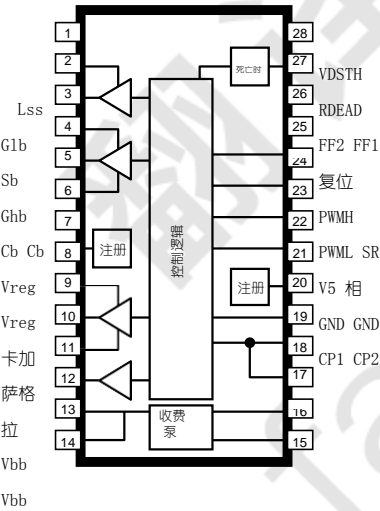 1
2
3
4
5
6
7
8
9
10
11
12
13
14
28
27
26
25
24
23
22
21
20
19
18
17
16
15
Lss
Glb
Sb
Ghb
Cb Cb
Vreg
Vreg
卡加
萨格
拉
Vbb
Vbb
死亡时
控制逻辑
注册
注册
收费
泵
VDSTH
RDEAD
FF2 FF1
复位
PWMH
PWML SR
V5 相
GND GND
CP1 CP2